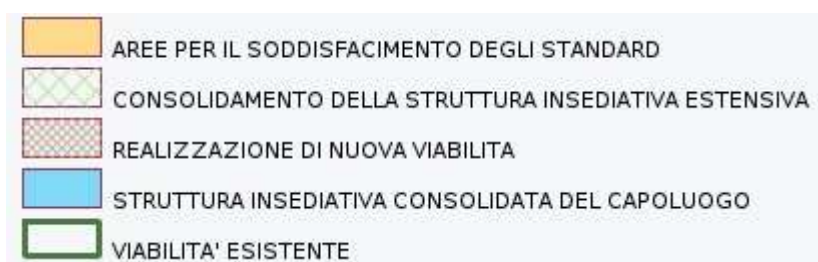 AREE PER IL SODDISFACIMENTO DEGLI STANDARD
CONSOLIDAMENTO DELLA STRUTTURA INSEDIATIVA ESTENSIVA
REALIZZAZIONE DI NUOVA VIABILITA
STRUTTURA INSEDIATIVA CONSOLIDATA DEL CAPOLUOGO
VIABILITA' ESISTENTE